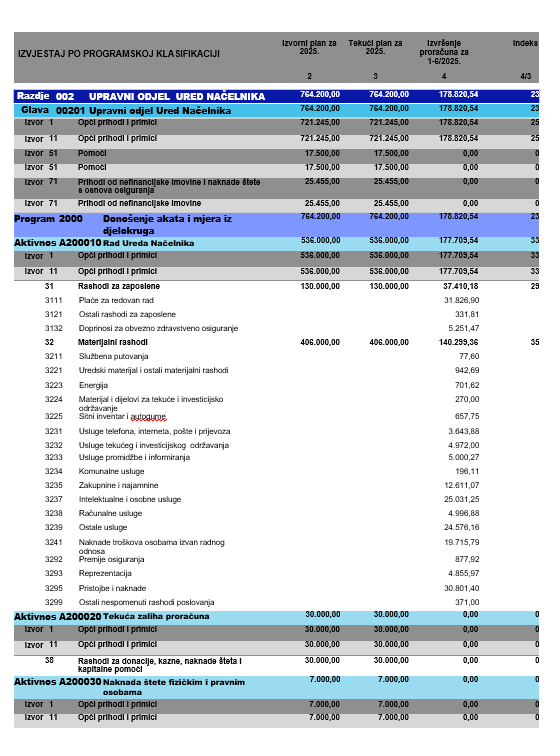 IZVJESTAJ PO PROGRAMSKOJ KLASIFIKACIJI
Izvorni plan za 2025. Tekući plan za 2025. Izvršenje proračuna za 1-6/2025. Indeks
2 3 4 4/3
Razdje 002 UPRAVNI ODJEL URED NAČELNIKA 764.200,00 764.200,00 178.820,54 23
Glava 00201 Upravni odjel Ured Načelnika 764.200,00 764.200,00 178.820,54 23
Izvor 1 Opći prihodi i primici 721.245,00 721.245,00 178.820,54 25
Izvor 11 Opći prihodi i primici 721.245,00 721.245,00 178.820,54 25
Izvor 51 Pomoći 17.500,00 17.500,00 0,00 0
Izvor 51 Pomoći 17.500,00 17.500,00 0,00 0
Izvor 71 Prihodi od nefinancijske imovine i naknade štete 25.455,00 25.455,00 0,00 0
s osnova osiguranja
Izvor 71 Prihodi od nefinancijske imovine 25.455,00 25.455,00 0,00 0
Program 2000 Donošenje akata i mjera iz 764.200,00 764.200,00 178.820,54 23
djelokruga
Aktivnos A200010 Rad Ureda Načelnika 536.000,00 536.000,00 177.709,54 33
Izvor 1 Opći prihodi i primici 536.000,00 536.000,00 177.709,54 33
Izvor 11 Opći prihodi i primici 536.000,00 536.000,00 177.709,54 33
31 Rashodi za zaposlene 130.000,00 130.000,00 37.410,18 29
3111 Plaće za redovan rad 31.826,90
3121 Ostali rashodi za zaposlene 331,81
3132 Doprinosi za obvezno zdravstveno osiguranje 5.251,47
32 Materijalni rashodi 406.000,00 406.000,00 140.299,36 35
3211 Službena putovanja 77,60
3221 Uredski materijal i ostali materijalni rashodi 942,69
3223 Energija 701,62
3224 Materijal i dijelovi za tekuće i investicijsko 270,00
održavanje
3225 Sitni inventar i autogume 657,75
3231 Usluge telefona, interneta, pošte i prijevoza 3.643,88
3232 Usluge tekućeg i investicijskog održavanja 4.972,00
3233 Usluge promidžbe i informiranja 5.000,27
3234 Komunalne usluge 196,11
3235 Zakupnine i najamnine 12.611,07
3237 Intelektualne i osobne usluge 25.031,25
3238 Računalne usluge 4.996,88
3239 Ostale usluge 24.576,16
3241 Naknade troškova osobama izvan radnog 19.715,79
odnosa
3292 Premije osiguranja 877,92
3293 Reprezentacija 4.855,97
3295 Pristojbe i naknade 30.801,40
3299 Ostali nespomenuti rashodi poslovanja 371,00
Aktivnos A200020 Tekuća zaliha proračuna 30.000,00 30.000,00 0,00 0
Izvor 1 Opći prihodi i primici 30.000,00 30.000,00 0,00 0
Izvor 11 Opći prihodi i primici 30.000,00 30.000,00 0,00 0
38 Rashodi za donacije, kazne, naknade šteta i 30.000,00 30.000,00 0,00 0
kapitalne pomoći
Aktivnos A200030 Naknada štete fizičkim i pravnim 7.000,00 7.000,00 0,00 0
osobama
Izvor 1 Opći prihodi i primici 7.000,00 7.000,00 0,00 0
Izvor 11 Opći prihodi i primici 7.000,00 7.000,00 0,00 0